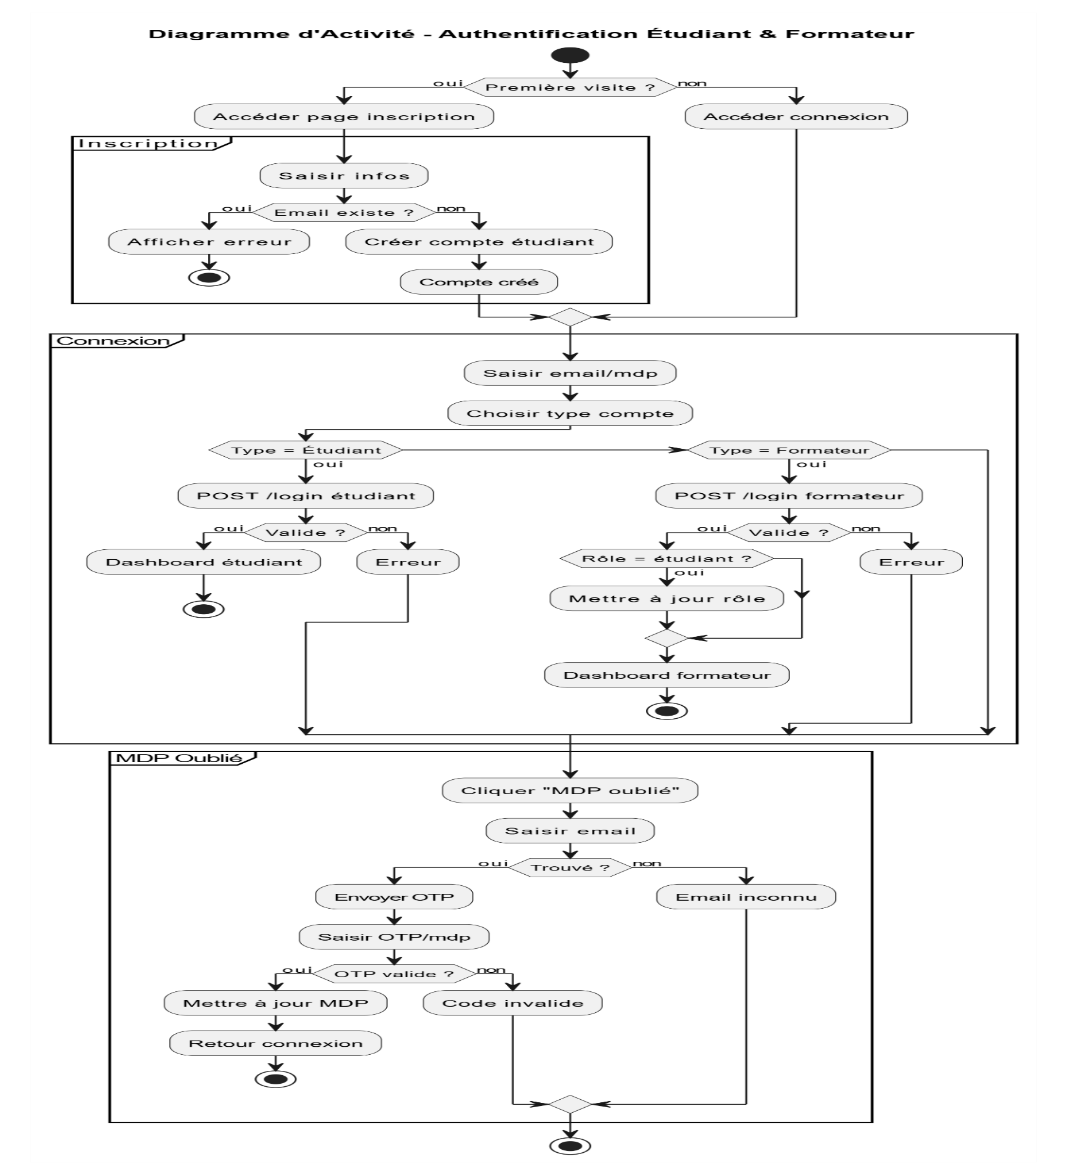 Diagramme d'Activité - Authentification Étudiant & Formateur
oui
Première visite ?
non
Accéder page inscription
Accéder connexion
Inscription
Saisir infos
oui
Email existe ?
non
Afficher erreur
Créer compte étudiant
Compte créé
Connexion
Saisir email/mdp
Choisir type compte
Type = Étudiant
Type = Formateur
oui
oui
POST /login étudiant
POST /login formateur
oui
Valide ?
non
oui
Valide ?
non
Dashboard étudiant
Erreur
Rôle = étudiant ?
Erreur
oui
Mettre à jour rôle
Dashboard formateur
MDP Oublié
Cliquer "MDP oublié"
Saisir email
oui
Trouvé ?
non
Envoyer OTP
Email inconnu
Saisir OTP/mdp
oui
OTP valide ?
non
Mettre à jour MDP
Code invalide
Retour connexion